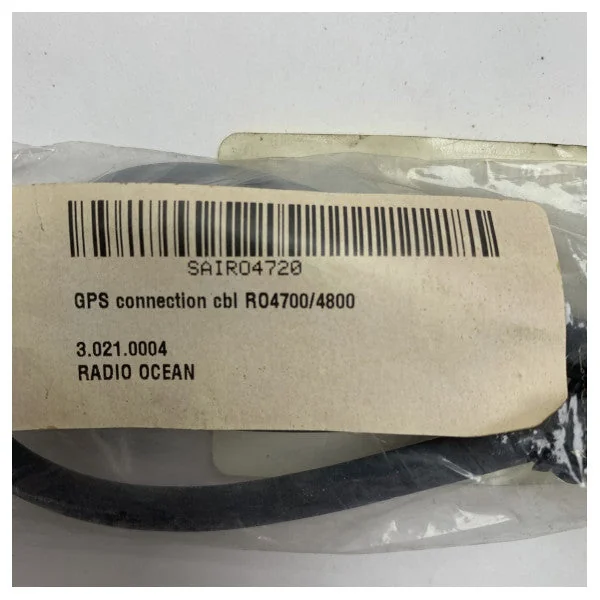 SAIRO4720
GPS connection cbl RO4700/4800
3.021.0004
RADIO OCEAN